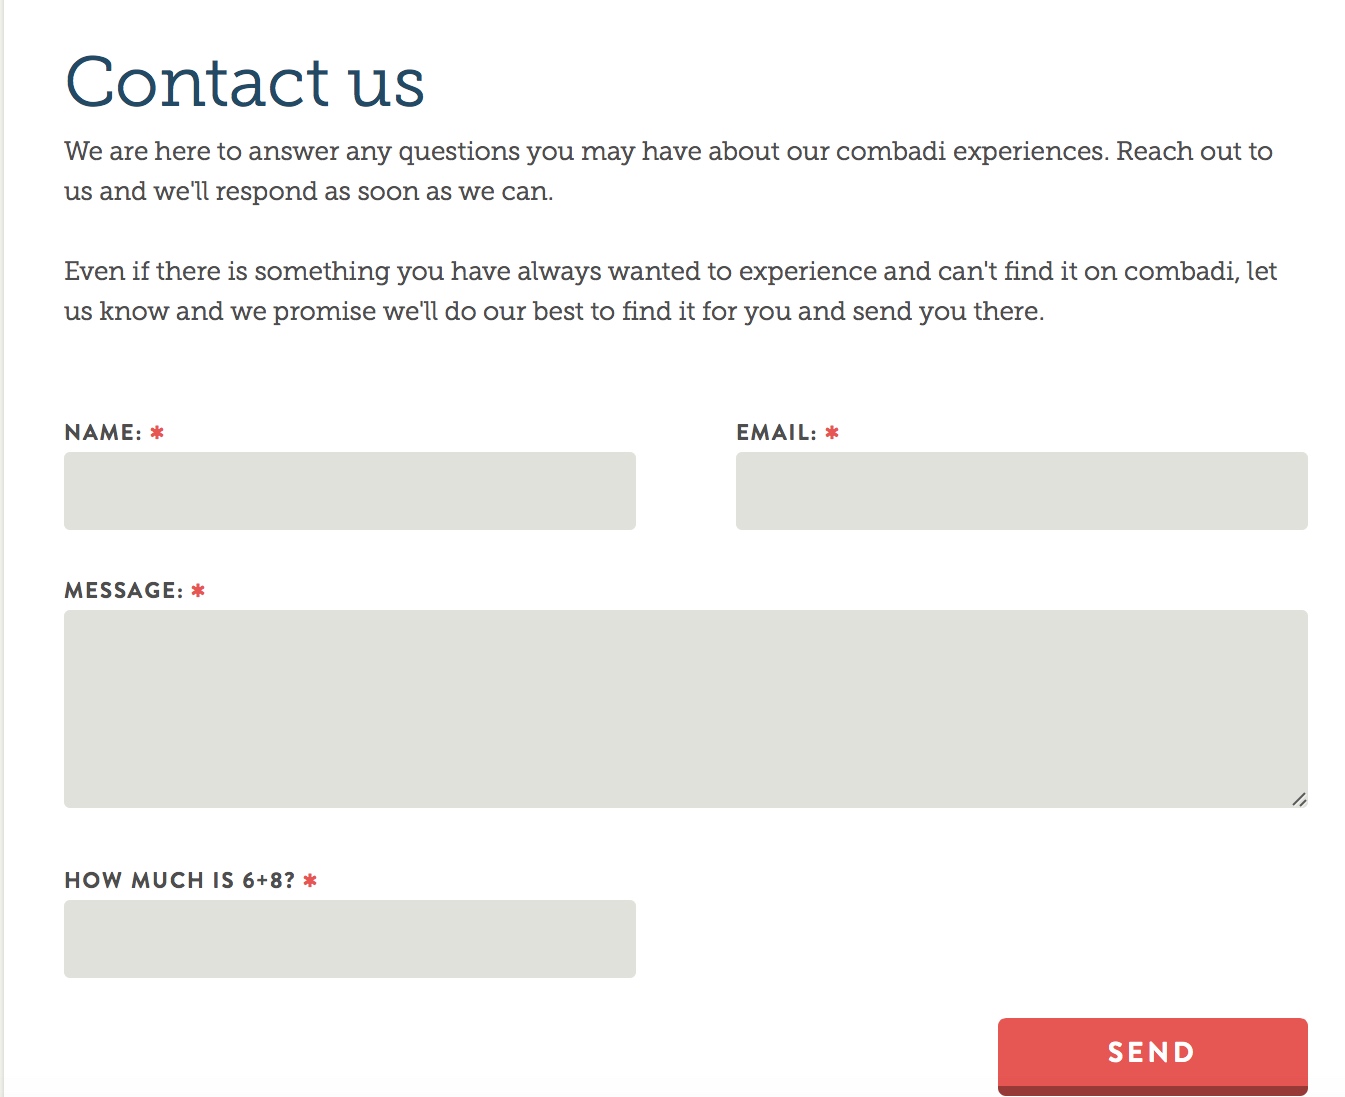 Contact us
We are here to answer any questions you may have about our combadi experiences. Reach out to
us and we'll respond as soon as we can.
Even if there is something you have always wanted to experience and can't find it on combadi, let
us know and we promise we'll do our best to find it for you and send you there.
NAME: *
EMAIL: *
MESSAGE: *
HOW MUCH IS 6+8? *
SEND